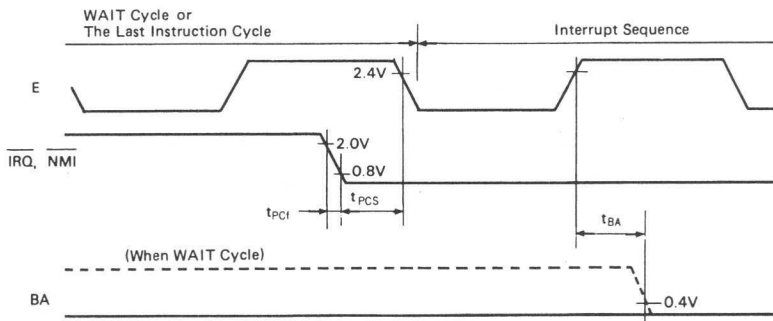 WAIT Cycle or
The Last Instruction Cycle
Interrupt Sequence
E
2.4V
IRQ, NMI
2.0V
0.8V
tPCf
tPCS
tBA
(When WAIT Cycle)
BA
0.4V